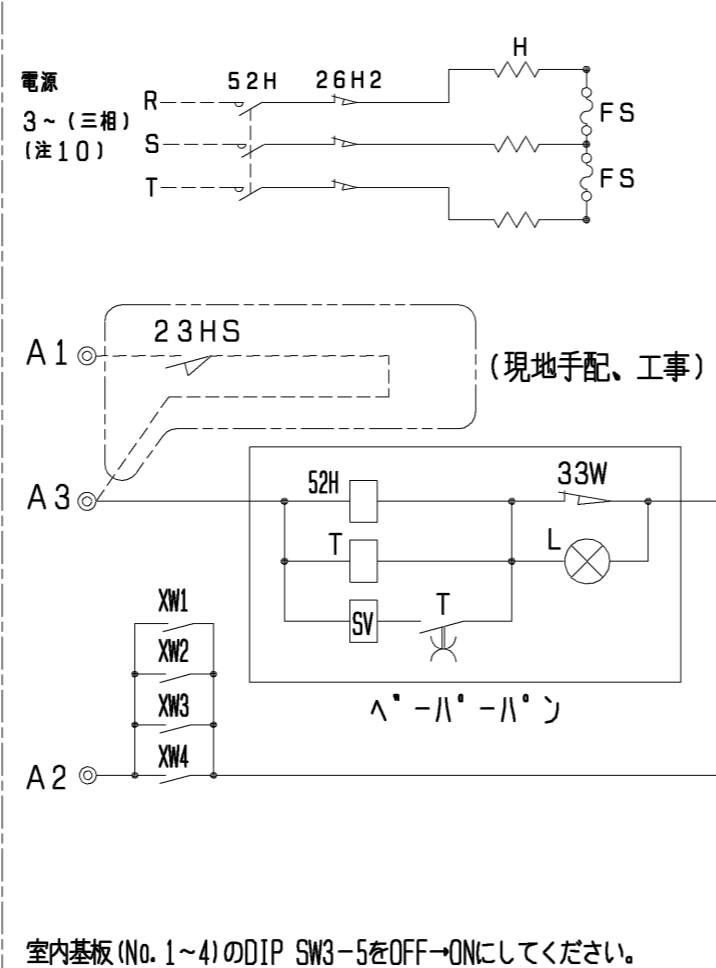 電源
3~(三相)
(注10)
52H
26H2
H
R
S
T
FS
FS
A1
23HS
(現地手配、工事)
A3
52H
33W
T
L
SV
T
XW1
XW2
XW3
XW4
ベーパーパン
A2
室内基板(No.1~4)のDIP SW3-5をOFF→ONにしてください。